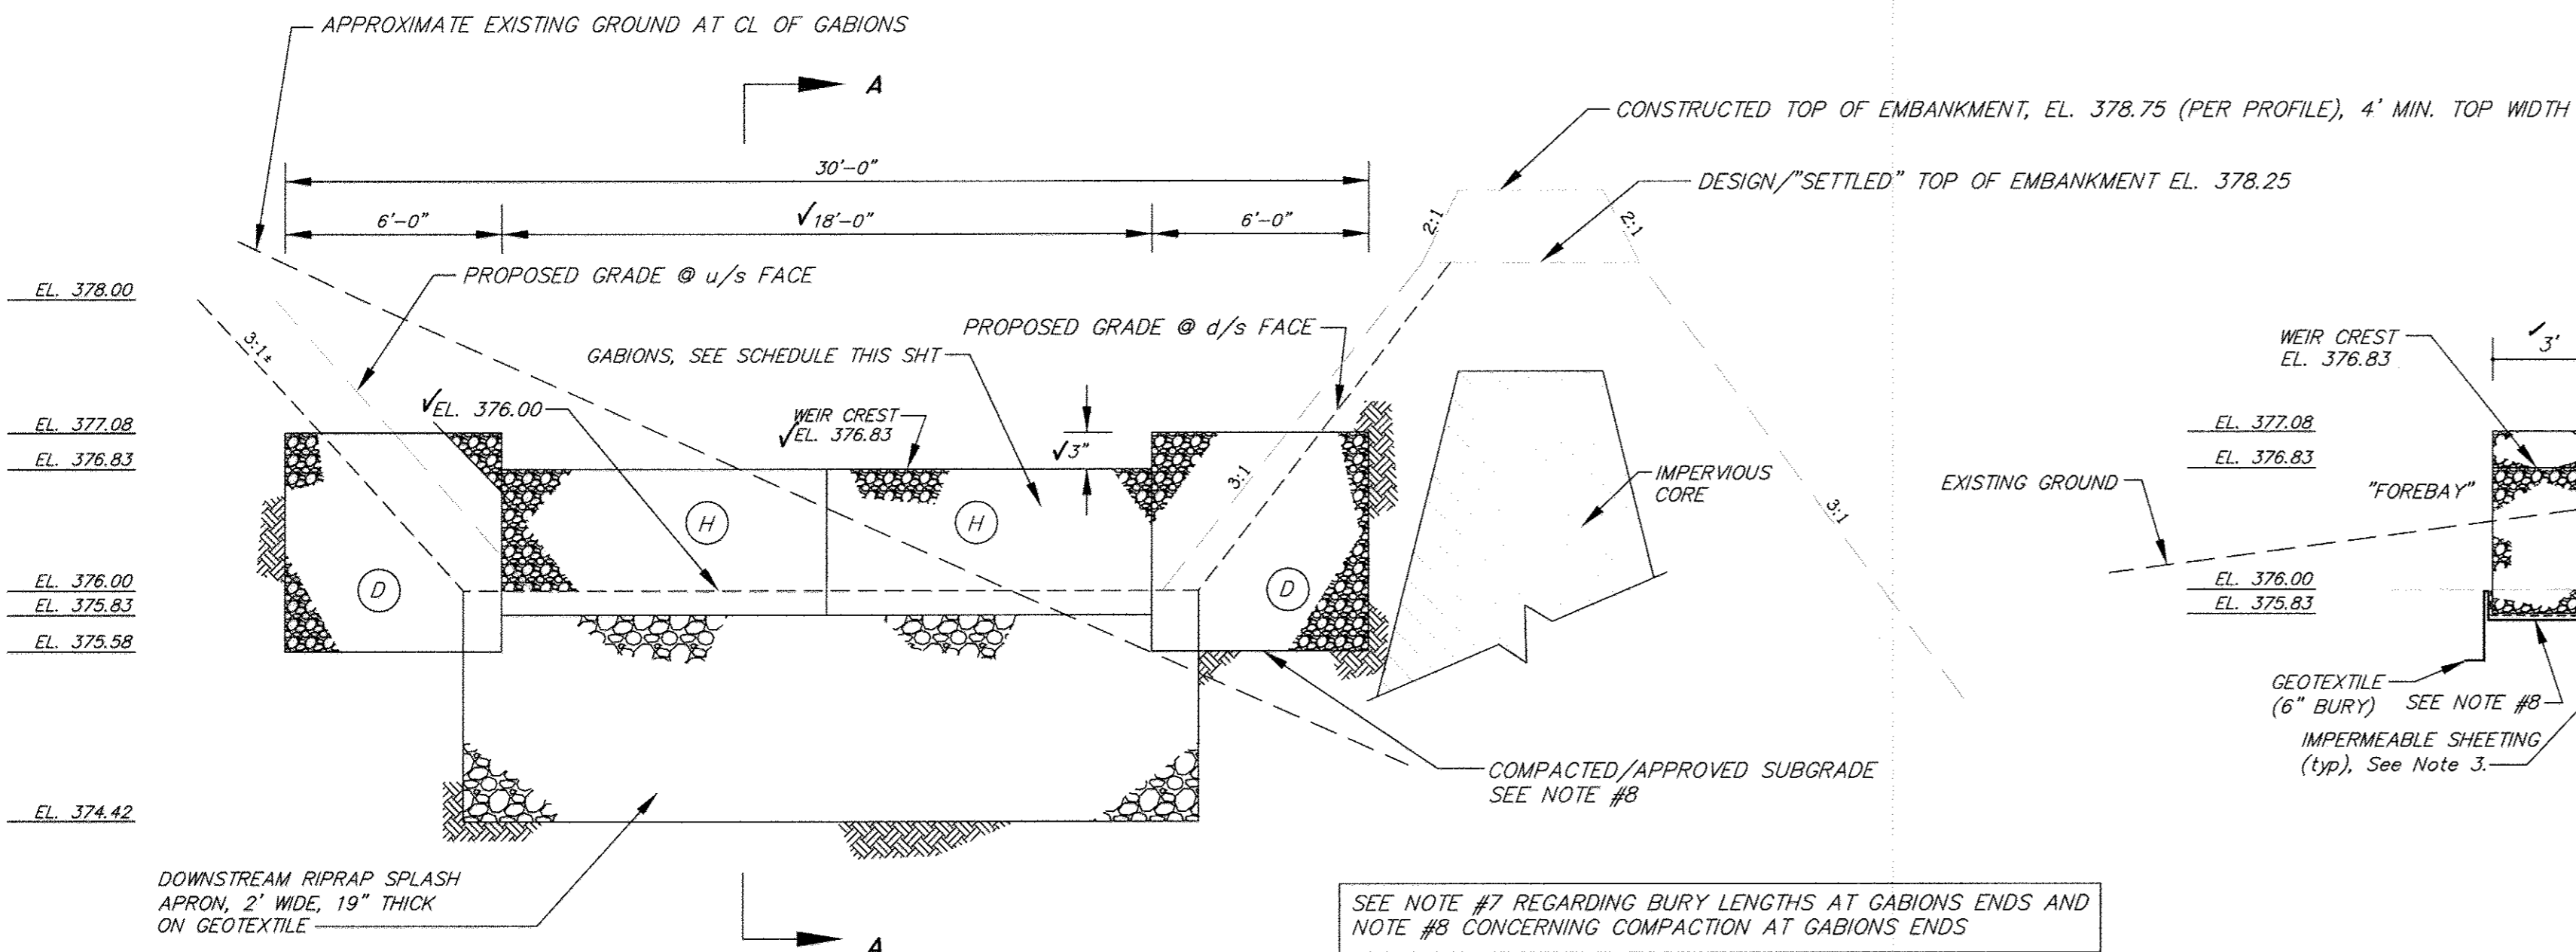 APPROXIMATE EXISTING GROUND AT CL OF GABIONS
A
CONSTRUCTED TOP OF EMBANKMENT, EL. 378.75 (PER PROFILE), 4' MIN. TOP WIDTH
30'-0"
DESIGN/"SETTLED" TOP OF EMBANKMENT EL. 378.25
6'-0"
✓18'-0"
6'-0"
2:1
2:1
PROPOSED GRADE @ u/s FACE
EL. 378.00
3:1±
PROPOSED GRADE @ d/s FACE
GABIONS, SEE SCHEDULE THIS SHT
✓EL. 376.00
WEIR CREST
✓EL. 376.83
✓3"
EL. 377.08
EL. 376.83
3:1
IMPERVIOUS
CORE
3:1
H
H
D
D
EL. 376.00
EL. 375.83
EL. 375.58
EL. 374.42
COMPACTED/APPROVED SUBGRADE
SEE NOTE #8
DOWNSTREAM RIPRAP SPLASH
APRON, 2' WIDE, 19" THICK
ON GEOTEXTILE
A
SEE NOTE #7 REGARDING BURY LENGTHS AT GABIONS ENDS AND
NOTE #8 CONCERNING COMPACTION AT GABIONS ENDS
WEIR CREST
EL. 376.83
✓
3'
EL. 377.08
EL. 376.83
EXISTING GROUND
"FOREBAY"
EL. 376.00
EL. 375.83
GEOTEXTILE
(6" BURY)
SEE NOTE #8
IMPERMEABLE SHEETING
(typ), See Note 3.